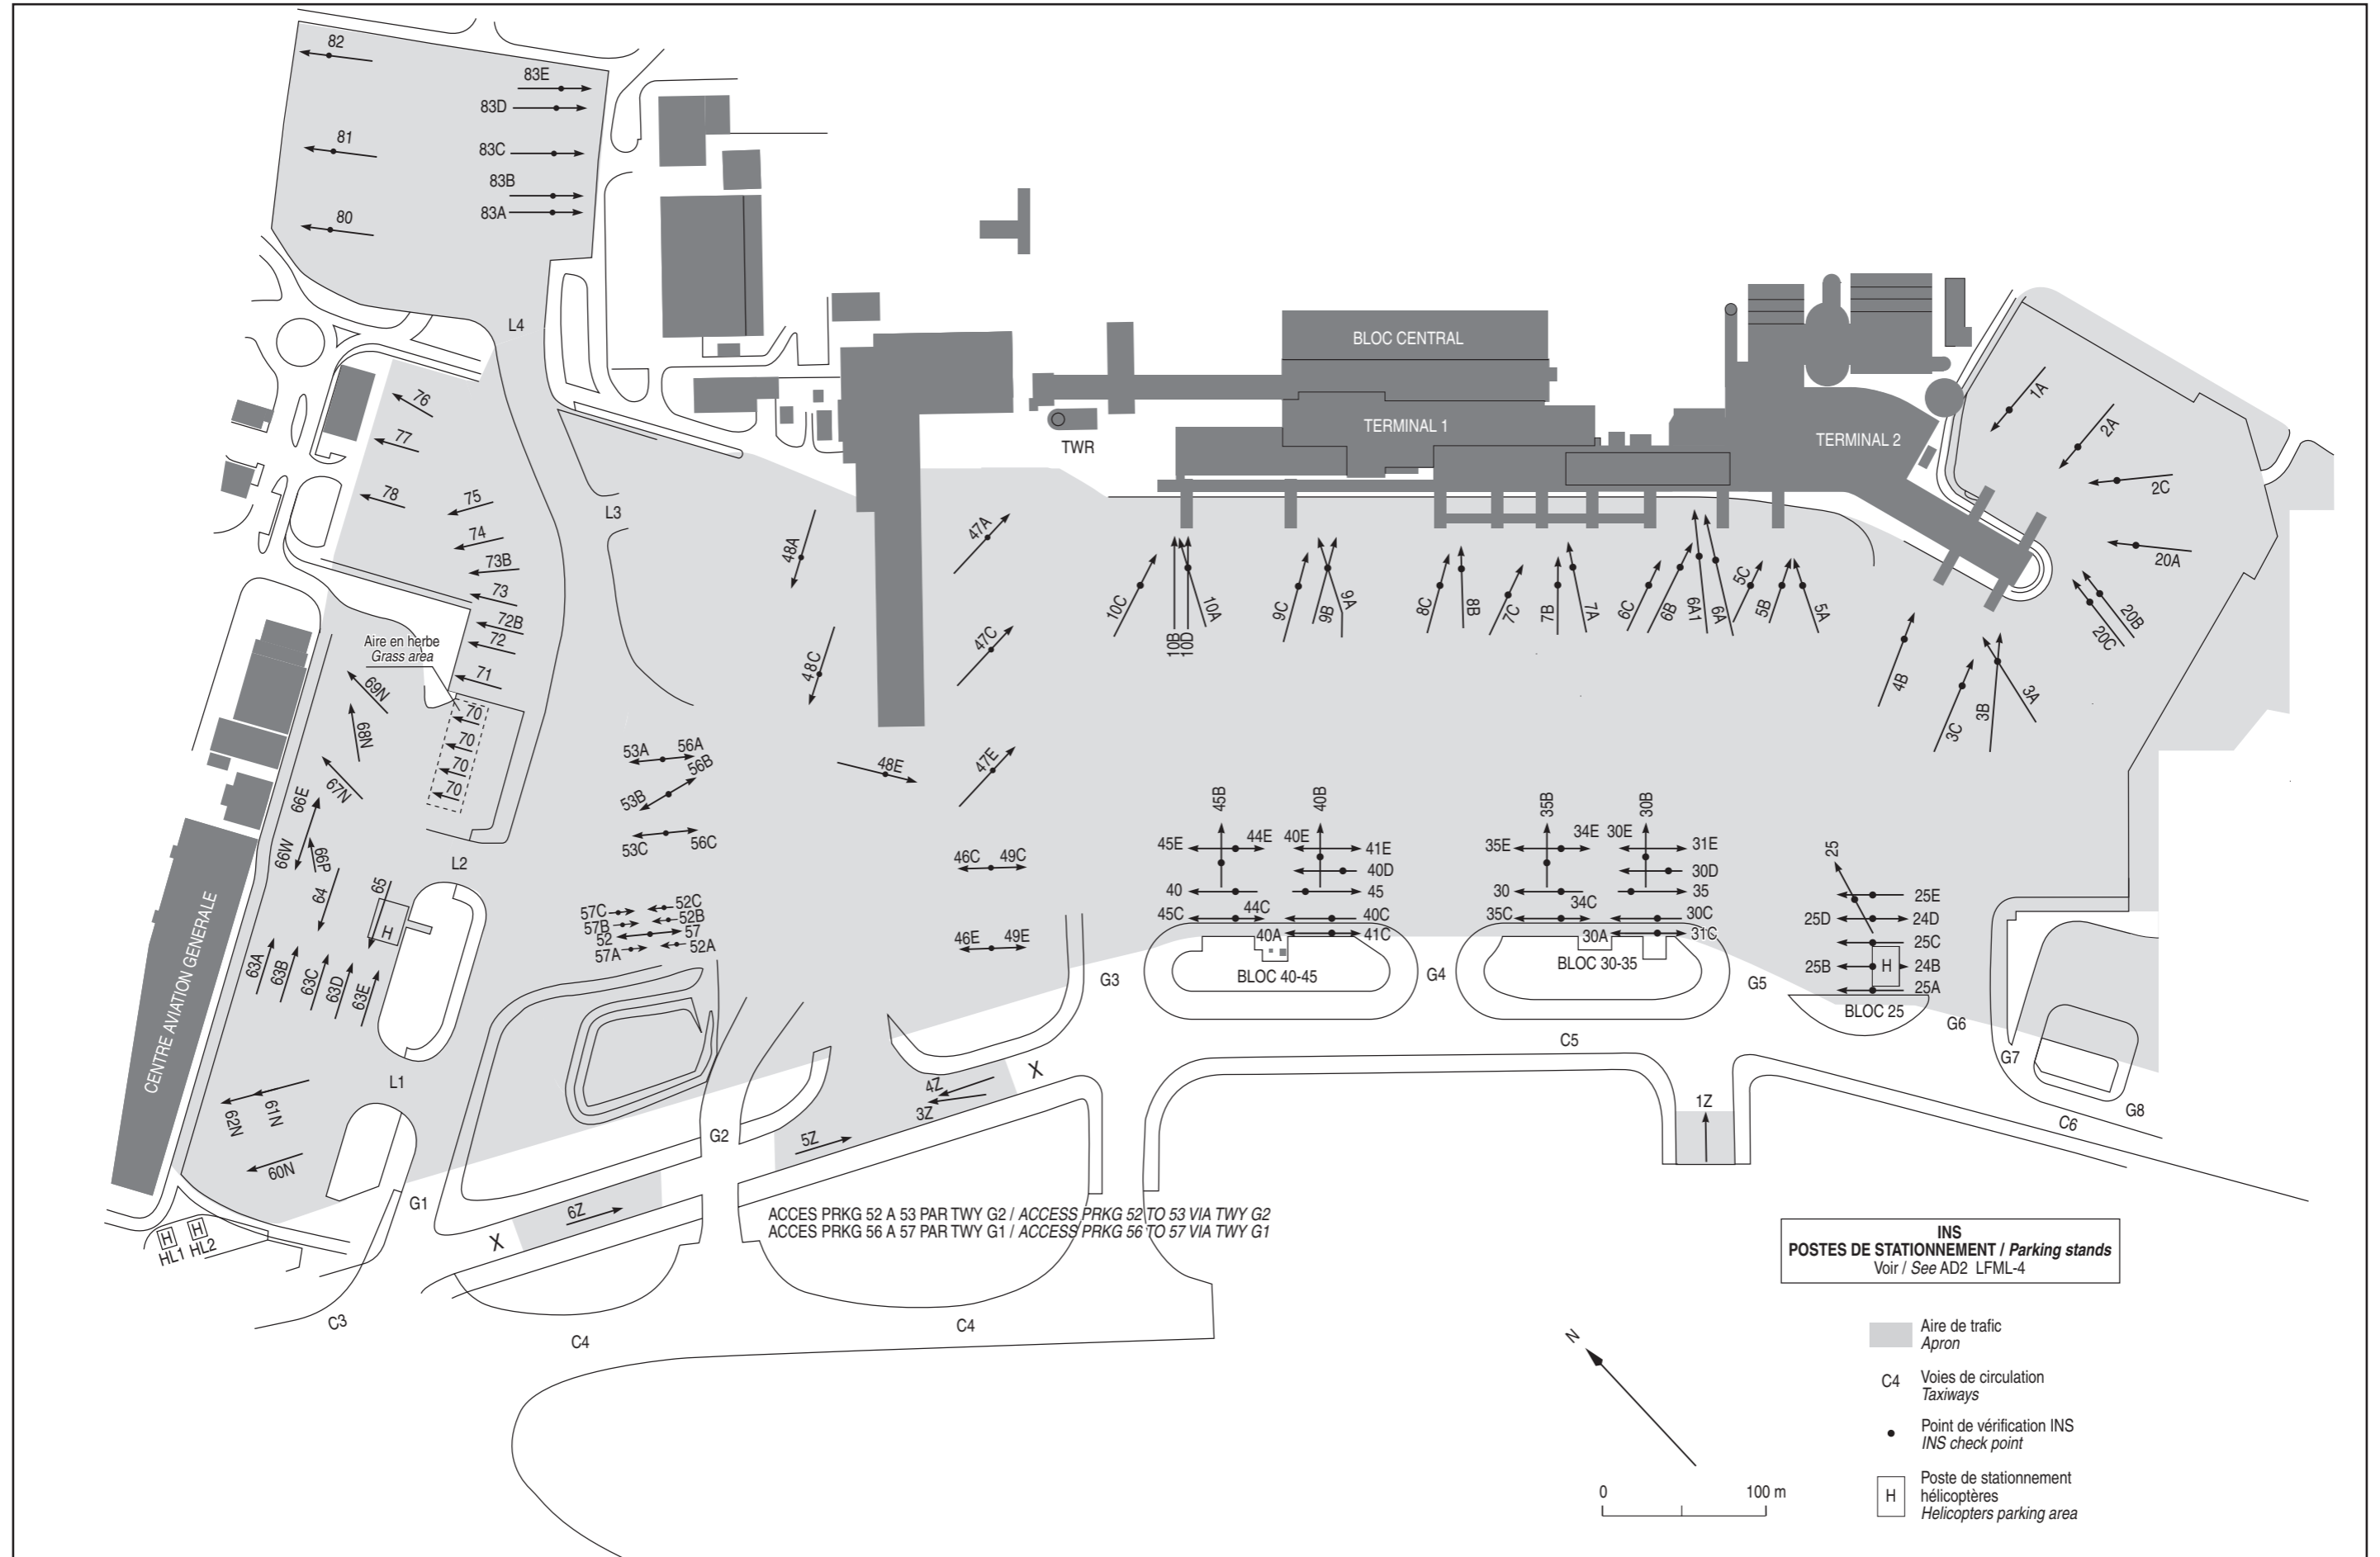 82
83E
83D
81
83C
83B
83A
80
L4
BLOC CENTRAL
TERMINAL 1
TERMINAL 2
TWR
1A
2A
2C
20A
20B
20C
76
77
78
75
74
73B
73
72B
72
71
L3
48A
47A
48C
47C
10C
10B
10D
10A
9C
9B
9A
8C
8B
7C
7B
7A
6C
6B
6A1
6A
5C
5B
5A
4B
3C
3B
3A
Aire en herbe
Grass area
69N
68N
67N
70
70
70
70
66E
66W
66P
64
65
H
L2
53A
56A
56B
53B
53C
56C
48E
47E
46C
49C
46E
49E
57C
52C
57B
52B
52
57
57A
52A
45B
40B
45E
44E
40E
41E
40D
40
45
45C
44C
40C
40A
41C
BLOC 40-45
35B
30B
35E
34E
30E
31E
30D
30
35
35C
34C
30C
30A
31C
BLOC 30-35
25
25E
25D
24D
25C
25B
H
24B
25A
BLOC 25
G3
G4
G5
G6
G7
G8
C5
C6
63A
63B
63C
63D
63E
CENTRE AVIATION GENERALE
L1
62N
61N
60N
G1
G2
X
4Z
3Z
5Z
6Z
X
1Z
H
H
HL1
HL2
ACCES PRKG 52 A 53 PAR TWY G2 / ACCESS PRKG 52 TO 53 VIA TWY G2
ACCES PRKG 56 A 57 PAR TWY G1 / ACCESS PRKG 56 TO 57 VIA TWY G1
C3
C4
C4
INS
POSTES DE STATIONNEMENT / Parking stands
Voir / See AD2 LFML-4
N
0
100 m
Aire de trafic
Apron
C4
Voies de circulation
Taxiways
Point de vérification INS
INS check point
H
Poste de stationnement
hélicoptères
Helicopters parking area